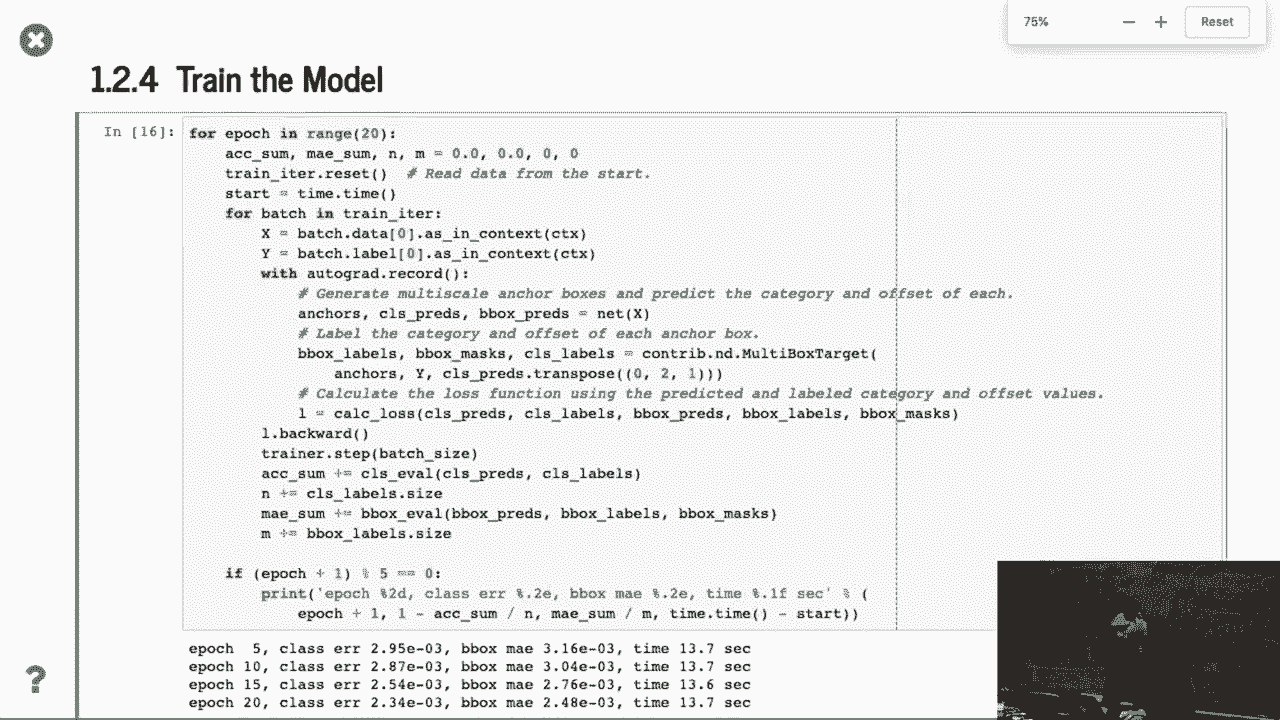 75%
Reset
1.2.4 Train the Model
In [16]:
for epoch in range(20):
    acc_sum, mae_sum, n, m = 0.0, 0.0, 0, 0
    train_iter.reset()  # Read data from the start.
    start = time.time()
    for batch in train_iter:
        X = batch.data[0].as_in_context(ctx)
        Y = batch.label[0].as_in_context(ctx)
        with autograd.record():
            # Generate multiscale anchor boxes and predict the category and offset of each.
            anchors, cls_preds, bbox_preds = net(X)
            # Label the category and offset of each anchor box.
            bbox_labels, bbox_masks, cls_labels = contrib.nd.MultiBoxTarget(
                anchors, Y, cls_preds.transpose((0, 2, 1)))
            # Calculate the loss function using the predicted and labeled category and offset values.
            l = calc_loss(cls_preds, cls_labels, bbox_preds, bbox_labels, bbox_masks)
        l.backward()
        trainer.step(batch_size)
        acc_sum += cls_eval(cls_preds, cls_labels)
        n += cls_labels.size
        mae_sum += bbox_eval(bbox_preds, bbox_labels, bbox_masks)
        m += bbox_labels.size
    if (epoch + 1) % 5 == 0:
        print('epoch %2d, class err %.2e, bbox mae %.2e, time %.1f sec' % (
            epoch + 1, 1 - acc_sum / n, mae_sum / m, time.time() - start))
epoch  5, class err 2.95e-03, bbox mae 3.16e-03, time 13.7 sec
epoch 10, class err 2.87e-03, bbox mae 3.04e-03, time 13.7 sec
epoch 15, class err 2.54e-03, bbox mae 2.76e-03, time 13.6 sec
epoch 20, class err 2.34e-03, bbox mae 2.48e-03, time 13.7 sec
?